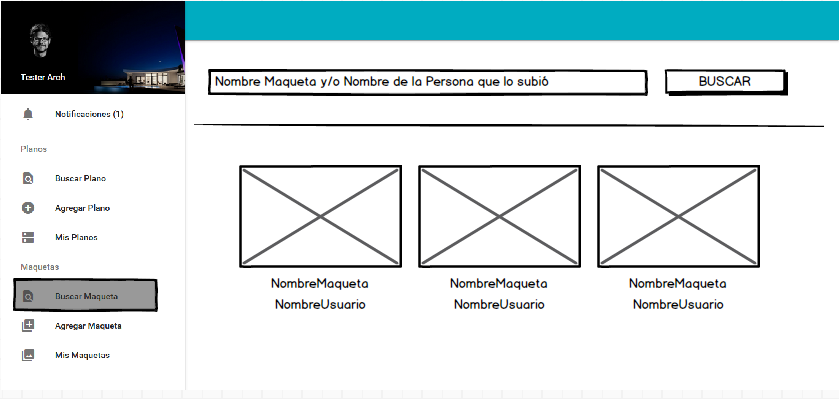 Tester Arah
Notificaciones (1)
Planos
Buscar Plano
Agregar Plano
Mis Planos
Maquetas
Buscar Maqueta
Agregar Maqueta
Mis Maquetas
Nombre Maqueta y/o Nombre de la Persona que lo subió
BUSCAR
NombreMaqueta
NombreUsuario
NombreMaqueta
NombreUsuario
NombreMaqueta
NombreUsuario